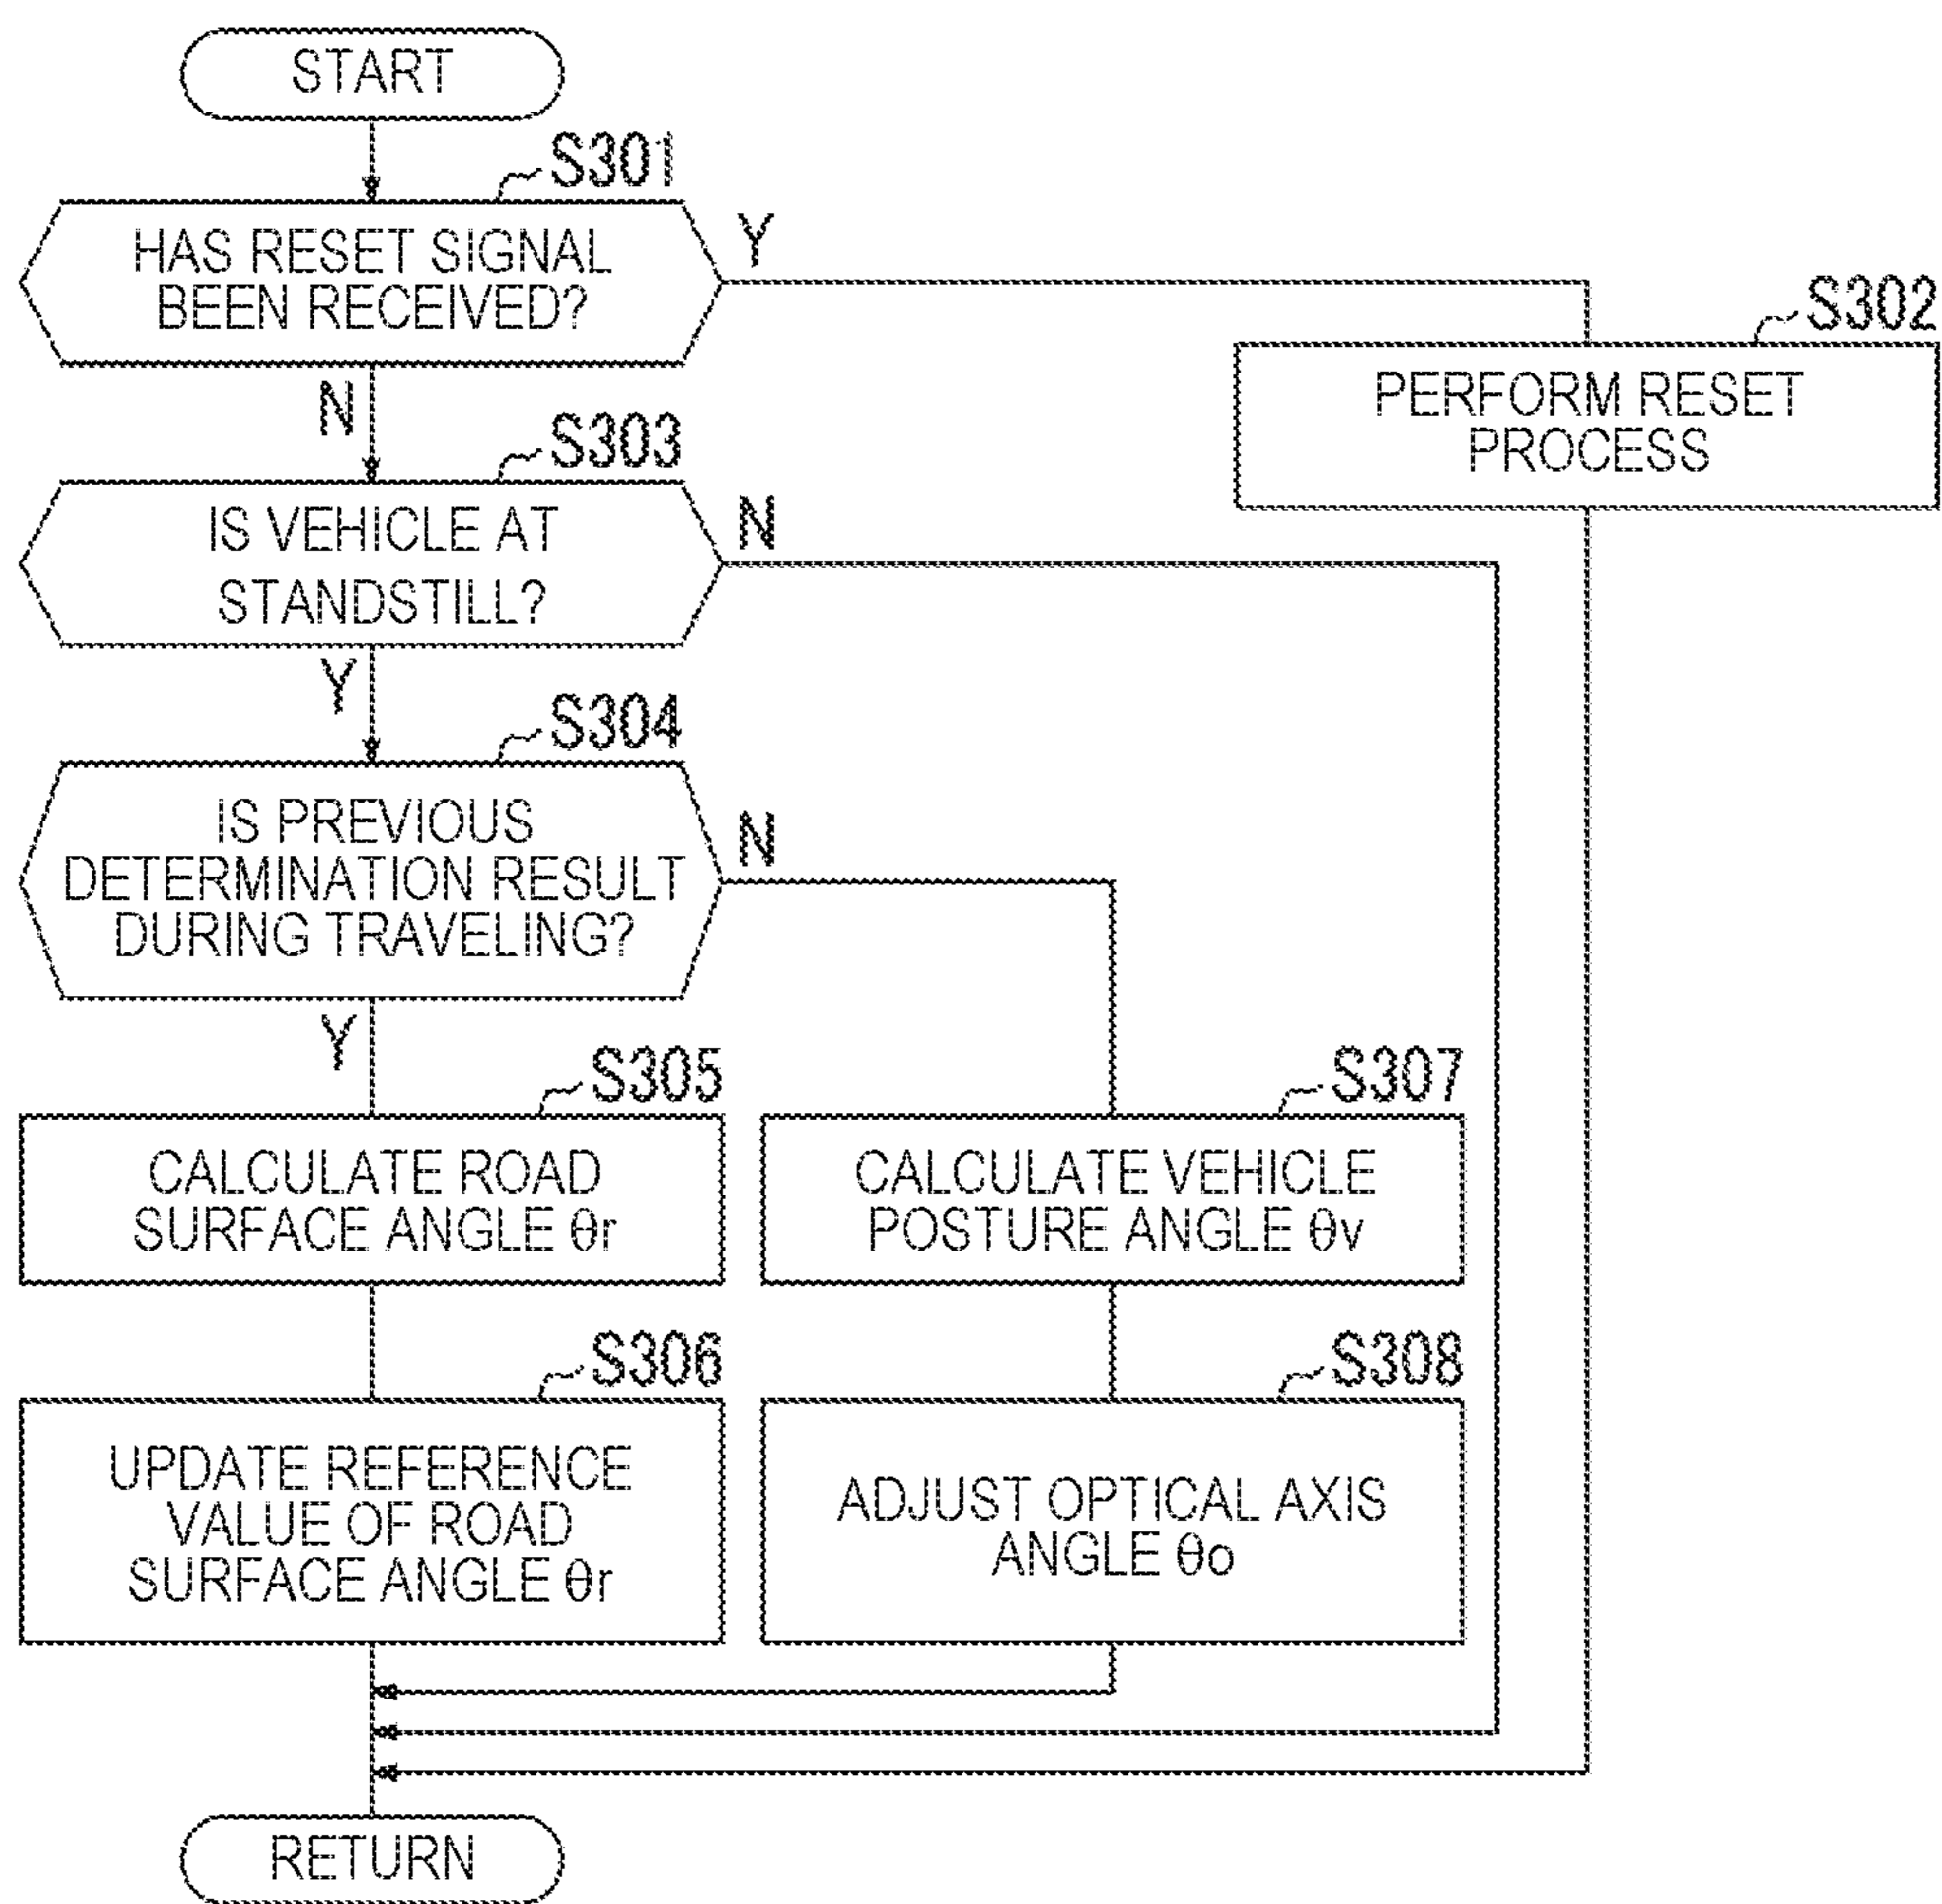 START
S301
HAS RESET SIGNAL
BEEN RECEIVED?
Y
N
S302
PERFORM RESET
PROCESS
S303
IS VEHICLE AT
STANDSTILL?
N
Y
S304
IS PREVIOUS
DETERMINATION RESULT
DURING TRAVELING?
N
Y
S305
CALCULATE ROAD
SURFACE ANGLE θr
S307
CALCULATE VEHICLE
POSTURE ANGLE θv
S306
UPDATE REFERENCE
VALUE OF ROAD
SURFACE ANGLE θr
S308
ADJUST OPTICAL AXIS
ANGLE θo
RETURN